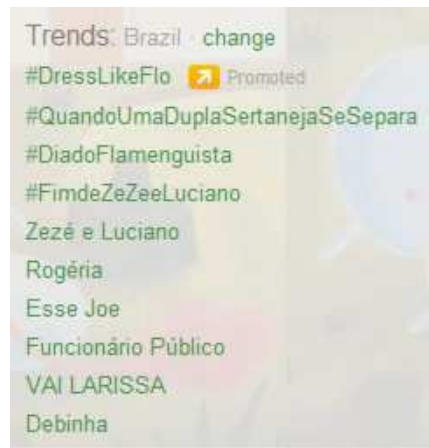 Trends: Brazil · change
#DressLikeFlo Promoted
#QuandoUmaDuplaSertanejaSeSepara
#DiadoFlamenguista
#FimdeZeZeeLuciano
Zezé e Luciano
Rogéria
Esse Joe
Funcionário Público
VAI LARISSA
Debinha